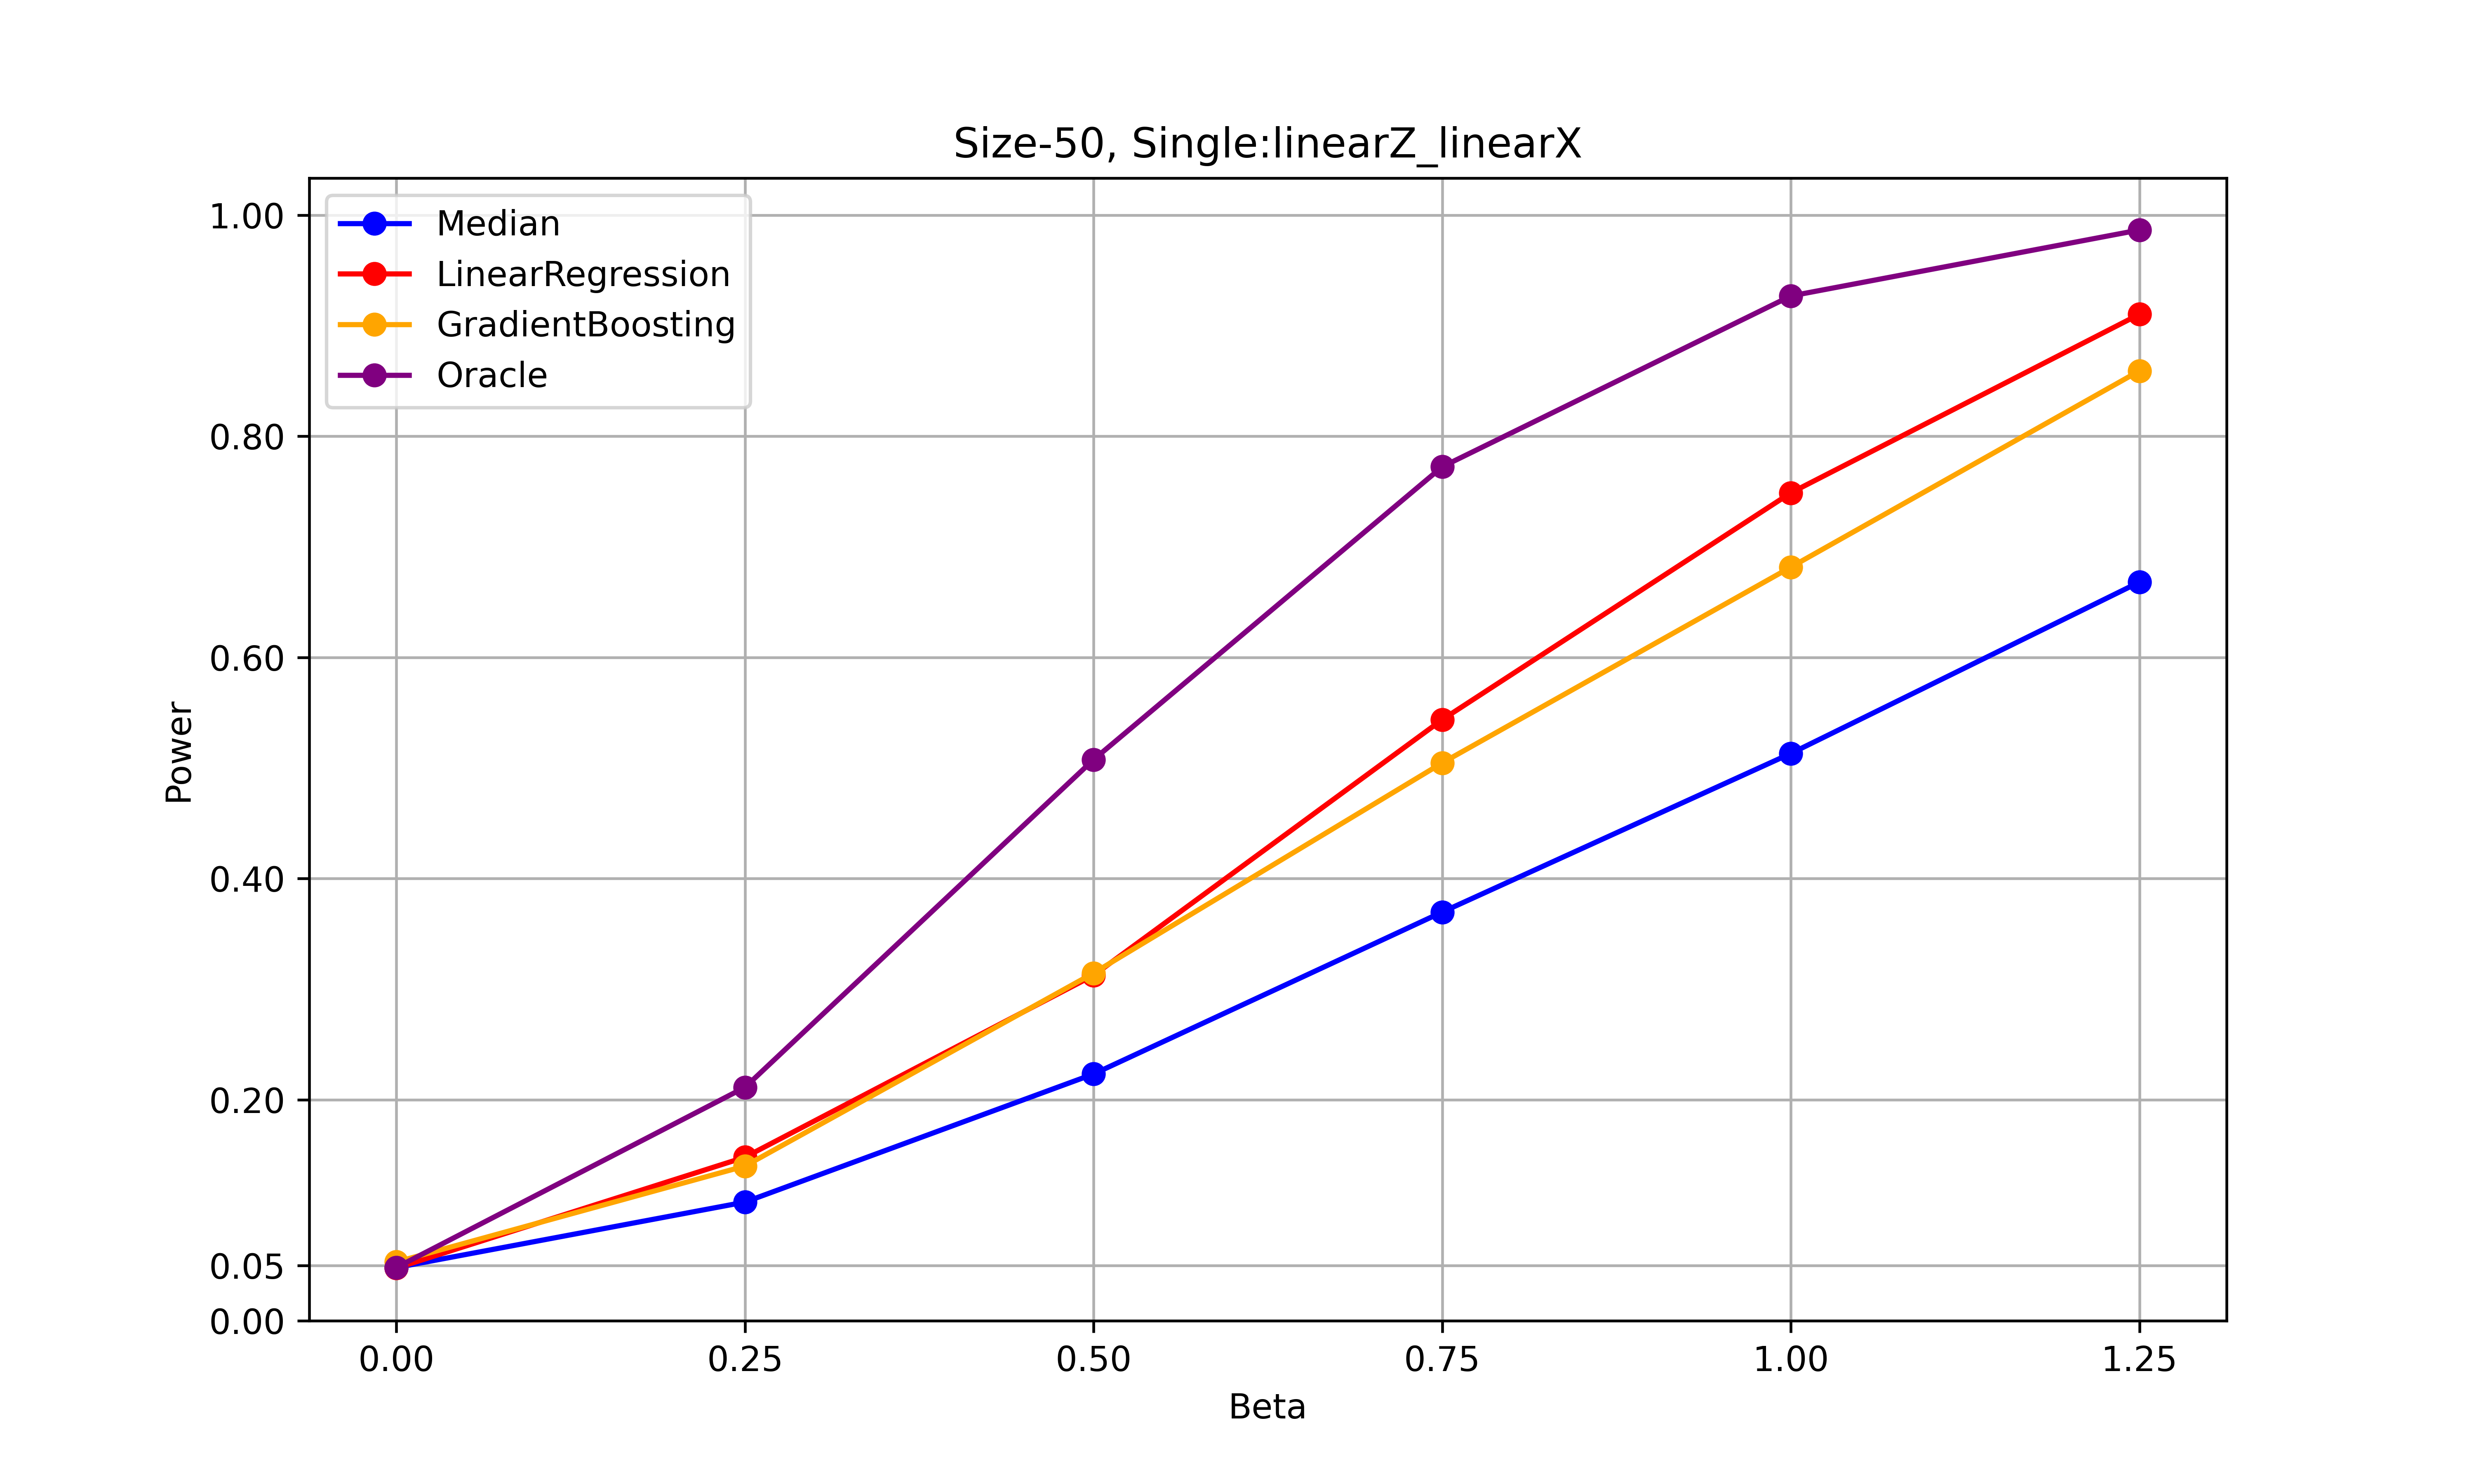 Size-50, Single:linearZ_linearX
Median
LinearRegression
GradientBoosting
Oracle
1.00
0.80
0.60
0.40
0.20
0.05
0.00
Power
0.00 0.25 0.50 0.75 1.00 1.25
Beta